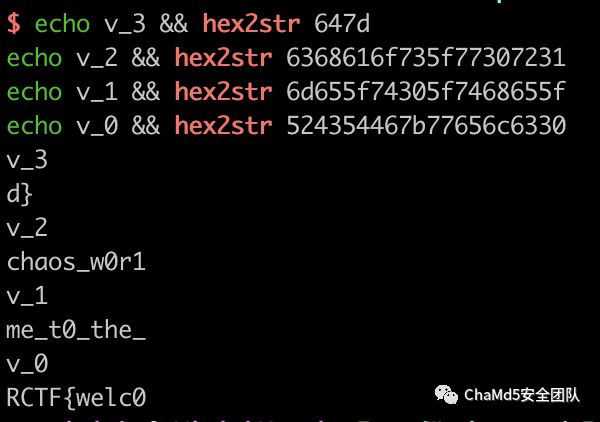 $ echo v_3 && hex2str 647d
echo v_2 && hex2str 6368616f735f77307231
echo v_1 && hex2str 6d655f74305f7468655f
echo v_0 && hex2str 524354467b77656c6330
v_3
d}
v_2
chaos_w0r1
v_1
me_t0_the_
v_0
RCTF{welc0
ChaMd5安全团队